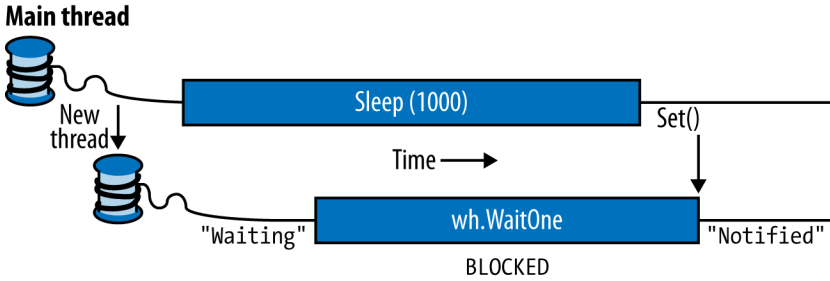 Main thread
Sleep (1000)
New
thread
Set()
Time
wh.WaitOne
"Waiting"
"Notified"
BLOCKED